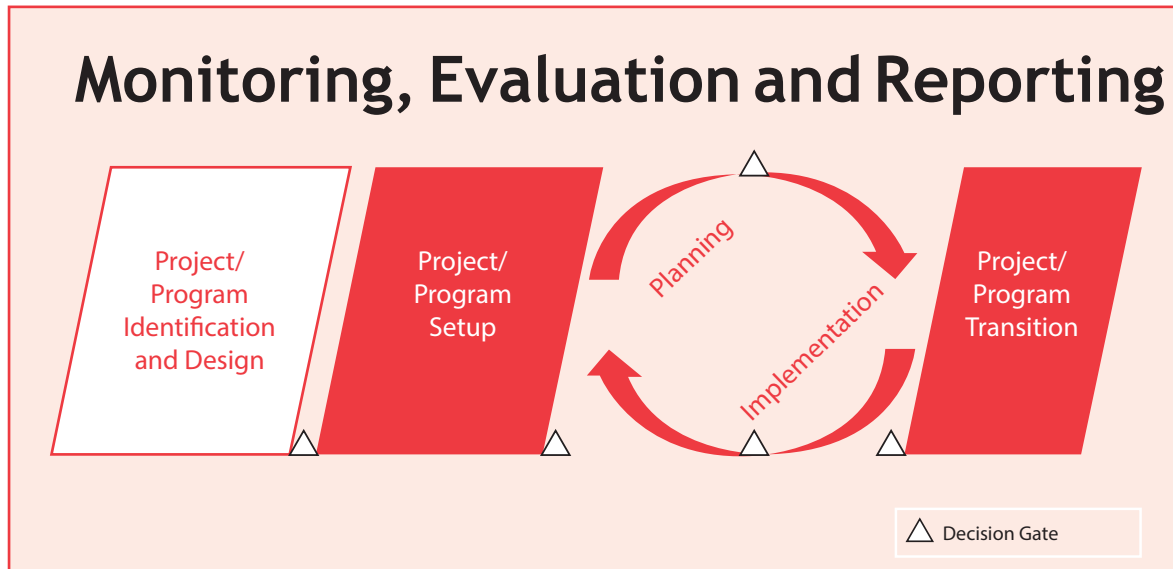 Monitoring, Evaluation and Reporting
Project/
Program
Identification
and Design
Project/
Program
Setup
Planning
Implementation
Project/
Program
Transition
Decision Gate